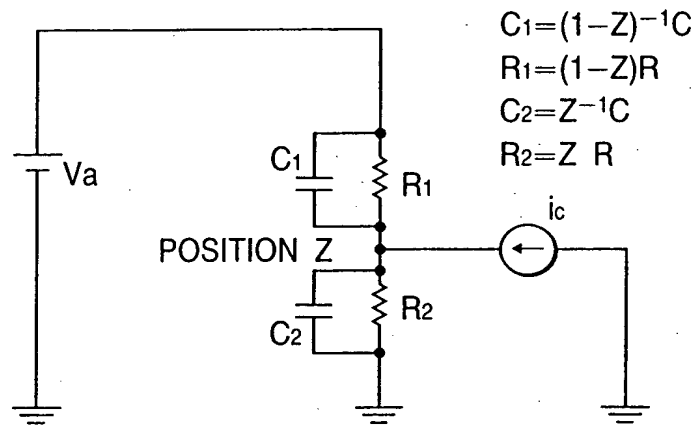 C₁=(1−Z)⁻¹C
R₁=(1−Z)R
C₂=Z⁻¹C
R₂=Z R
Va
C₁
R₁
ic
POSITION Z
C₂
R₂